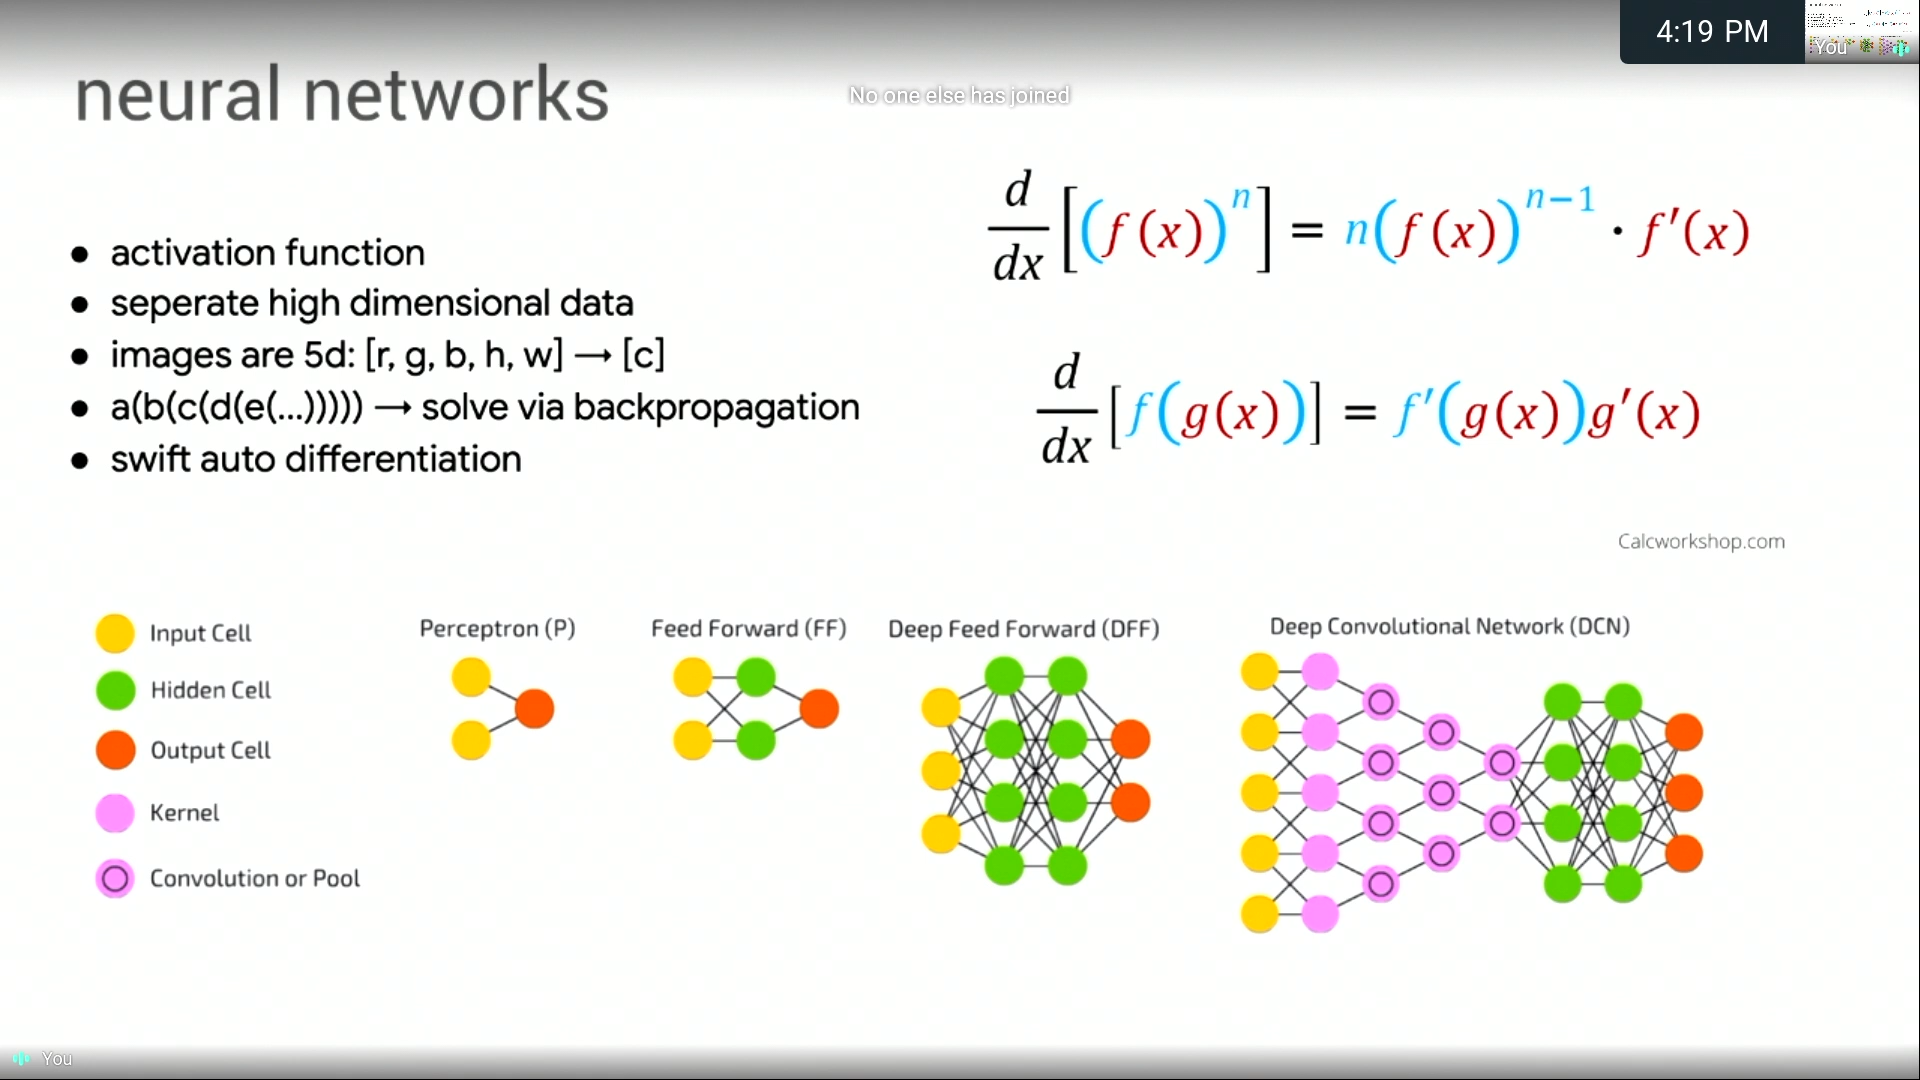 4:19 PM
You
neural networks
No one else has joined
● activation function
● seperate high dimensional data
● images are 5d: [r, g, b, h, w] → [c]
● a(b(c(d(e(...))))) → solve via backpropagation
● swift auto differentiation
d/dx [(f(x))^n] = n(f(x))^(n−1) · f′(x)
d/dx [f(g(x))] = f′(g(x))g′(x)
Calcworkshop.com
Input Cell
Hidden Cell
Output Cell
Kernel
Convolution or Pool
Perceptron (P)
Feed Forward (FF)
Deep Feed Forward (DFF)
Deep Convolutional Network (DCN)
You